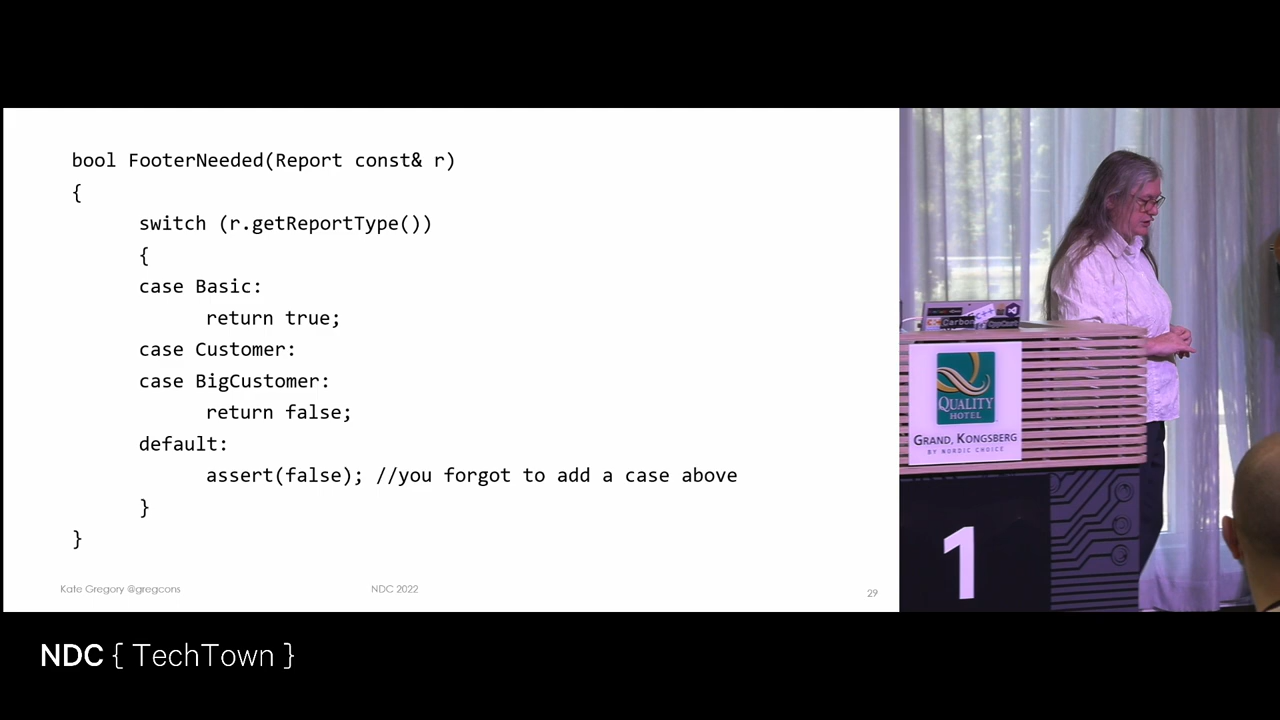 bool FooterNeeded(Report const& r)
{
switch (r.getReportType())
{
case Basic:
return true;
case Customer:
case BigCustomer:
return false;
default:
assert(false); //you forgot to add a case above
}
}
Kate Gregory @gregcons
NDC 2022
29
Carbon
QUALITY
HOTEL
GRAND, KONGSBERG
BY NORDIC CHOICE
1
NDC { TechTown }